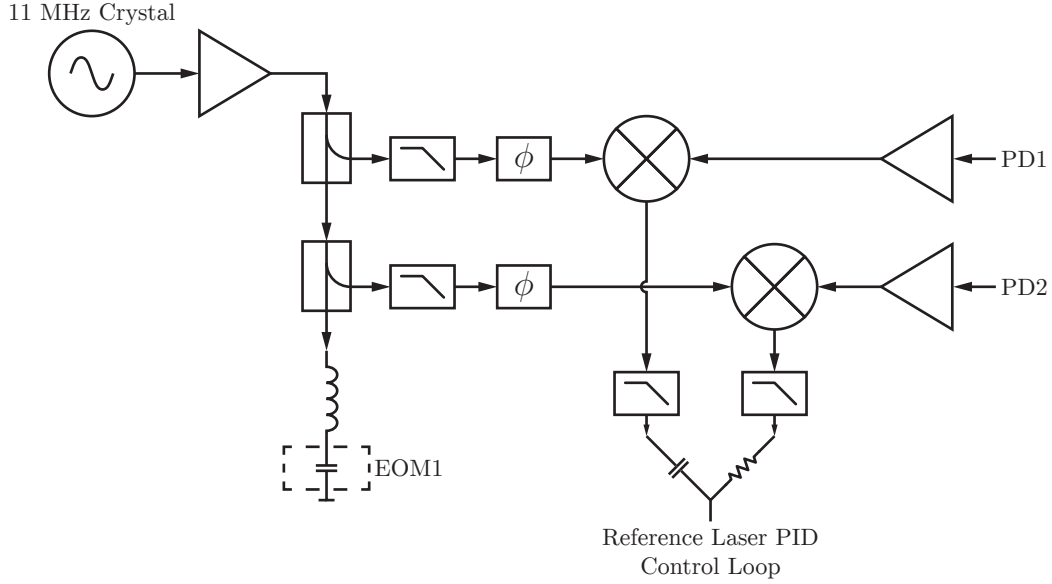 11 MHz Crystal
ϕ
PD1
ϕ
PD2
EOM1
Reference Laser PID
Control Loop